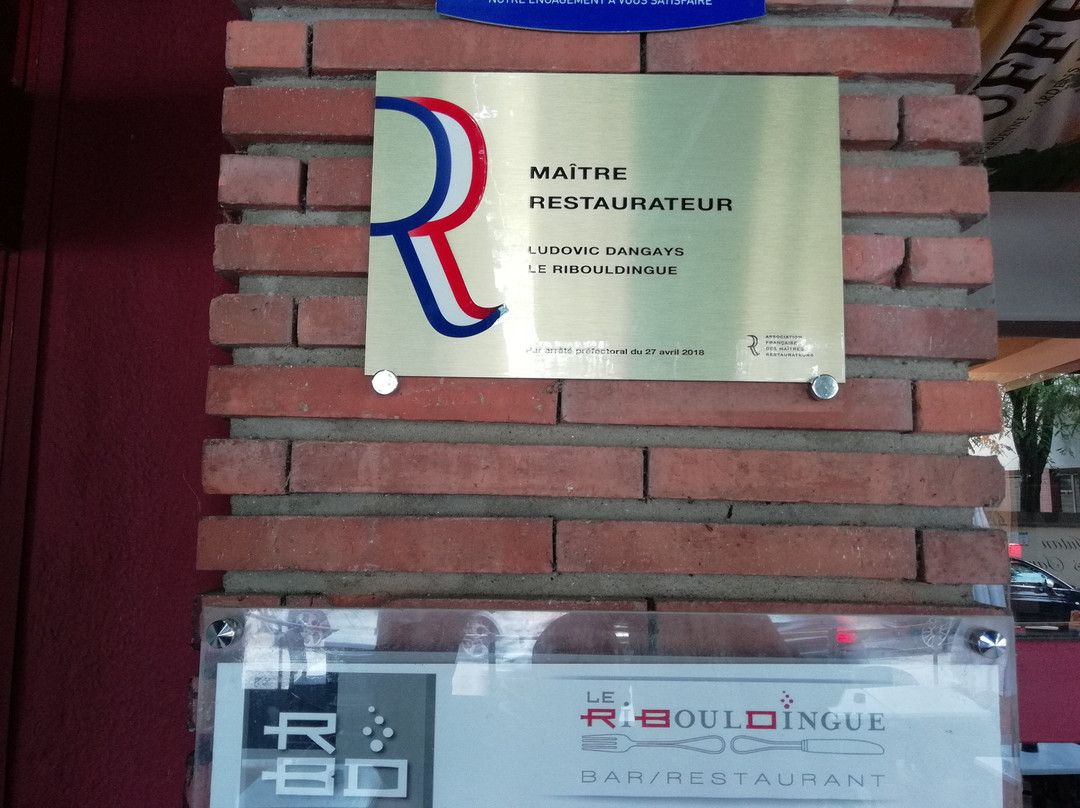 NOTRE ENGAGEMENT À VOUS SATISFAIRE
MAÎTRE
RESTAURATEUR
LUDOVIC DANGAYS
LE RIBOULDINGUE
Par arrêté préfectoral du 27 avril 2018
ASSOCIATION
FRANÇAISE
DES MAÎTRES
RESTAURATEURS
R
BD
LE
RIBOULDINGUE
BAR/RESTAURANT